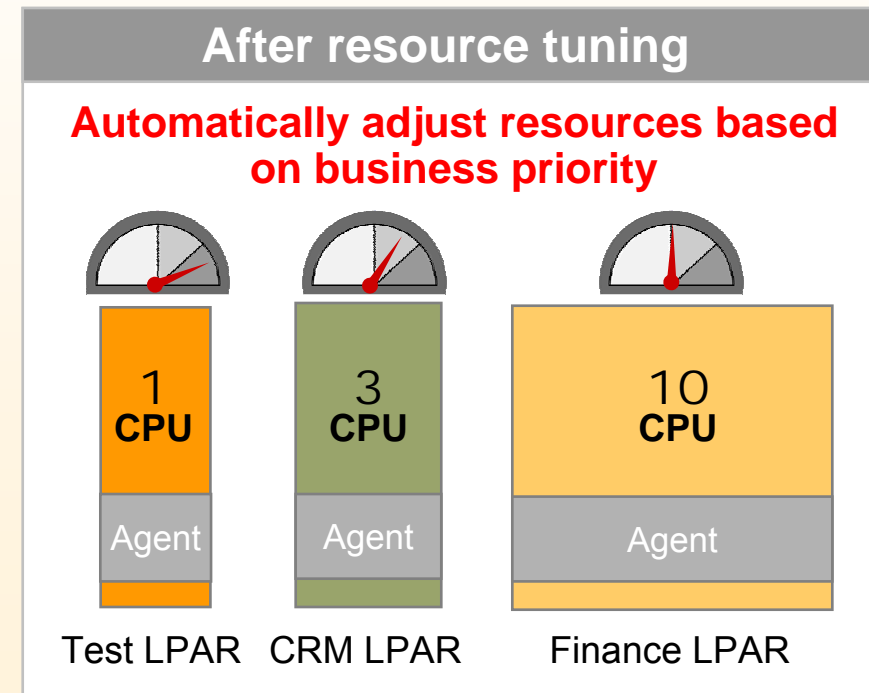 After resource tuning
Automatically adjust resources based
on business priority
1
CPU
3
CPU
10
CPU
Agent
Agent
Agent
Test LPAR
CRM LPAR
Finance LPAR